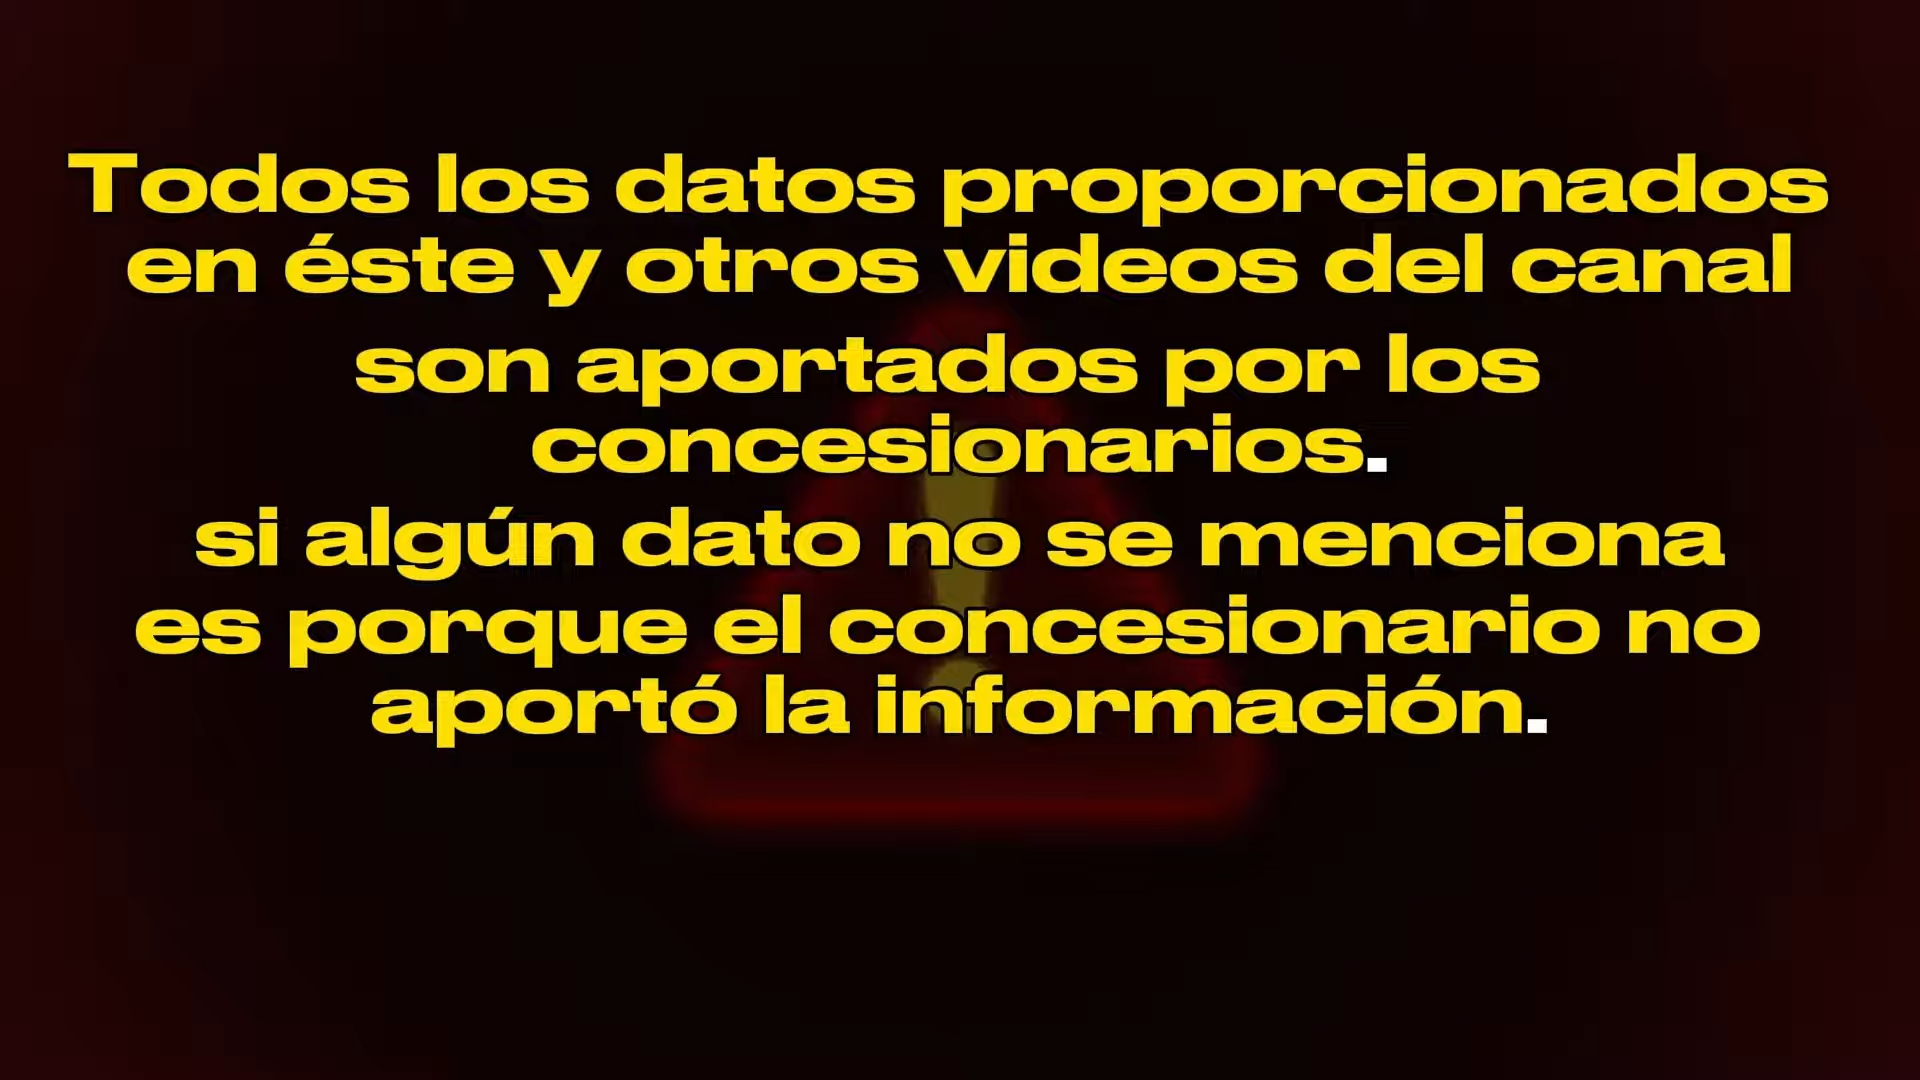 Todos los datos proporcionados
en éste y otros videos del canal
son aportados por los
concesionarios.
si algún dato no se menciona
es porque el concesionario no
aportó la información.